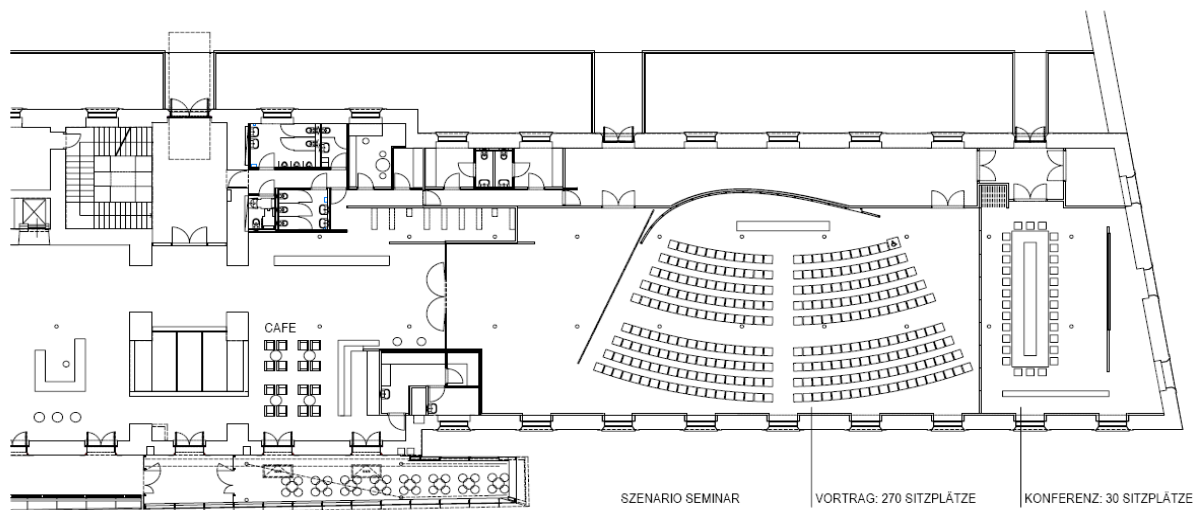 CAFE
SZENARIO SEMINAR
VORTRAG: 270 SITZPLÄTZE
KONFERENZ: 30 SITZPLÄTZE